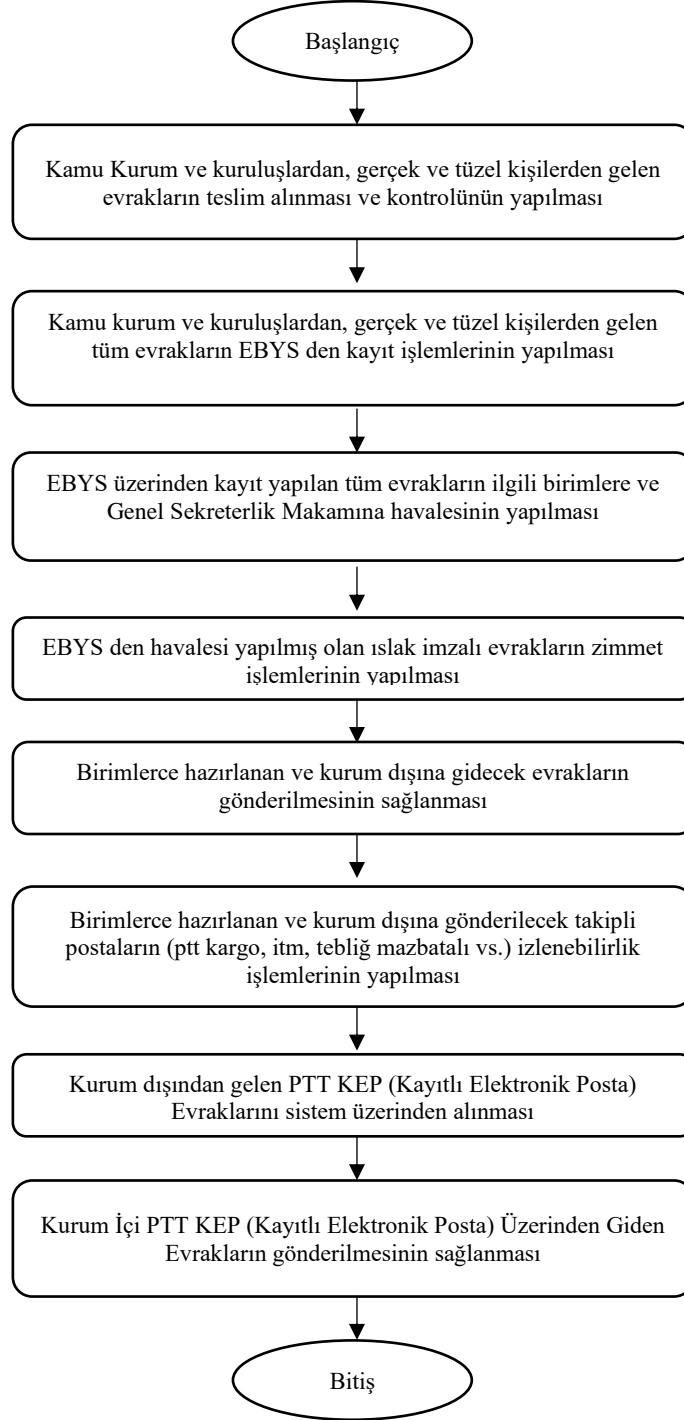 Başlangıç
Kamu Kurum ve kuruluşlardan, gerçek ve tüzel kişilerden gelen
evrakların teslim alınması ve kontrolünün yapılması
Kamu kurum ve kuruluşlardan, gerçek ve tüzel kişilerden gelen
tüm evrakların EBYS den kayıt işlemlerinin yapılması
EBYS üzerinden kayıt yapılan tüm evrakların ilgili birimlere ve
Genel Sekreterlik Makamına havalesinin yapılması
EBYS den havalesi yapılmış olan ıslak imzalı evrakların zimmet
işlemlerinin yapılması
Birimlerce hazırlanan ve kurum dışına gidecek evrakların
gönderilmesinin sağlanması
Birimlerce hazırlanan ve kurum dışına gönderilecek takipli
postaların (ptt kargo, itm, tebliğ mazbatalı vs.) izlenebilirlik
işlemlerinin yapılması
Kurum dışından gelen PTT KEP (Kayıtlı Elektronik Posta)
Evraklarını sistem üzerinden alınması
Kurum İçi PTT KEP (Kayıtlı Elektronik Posta) Üzerinden Giden
Evrakların gönderilmesinin sağlanması
Bitiş